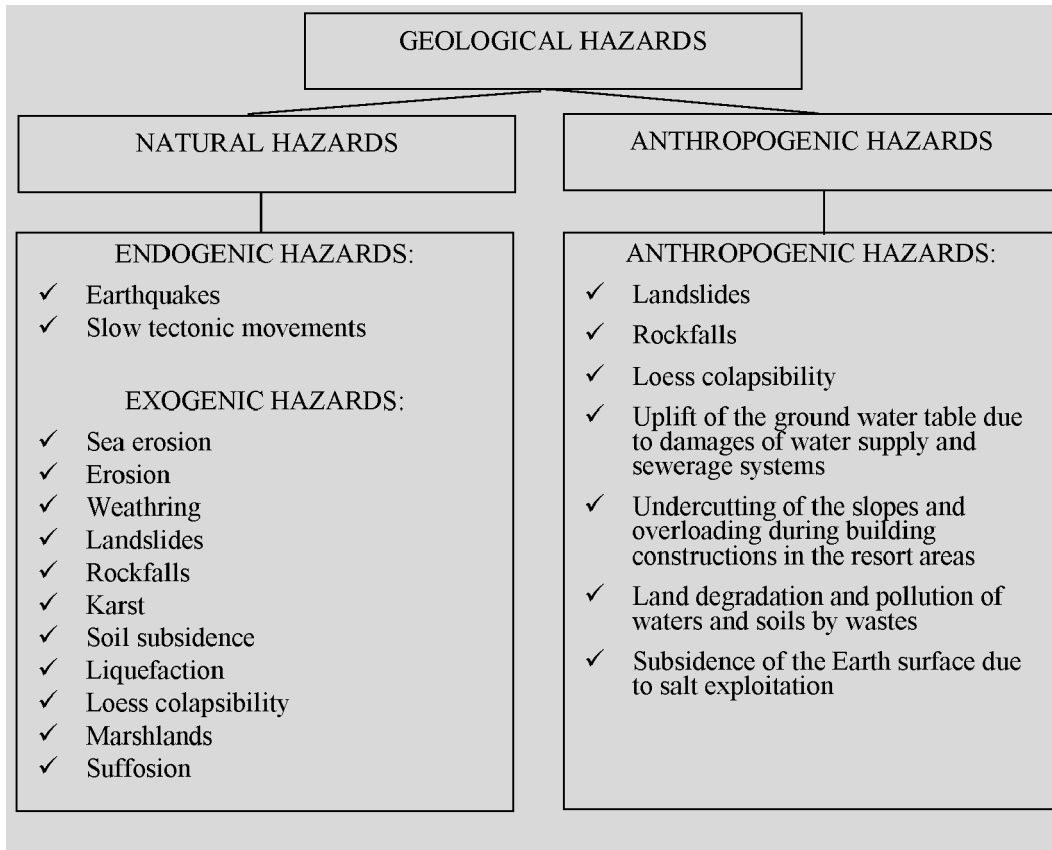 GEOLOGICAL HAZARDS
NATURAL HAZARDS
ANTHROPOGENIC HAZARDS
ENDOGENIC HAZARDS:
✓ Earthquakes
✓ Slow tectonic movements
EXOGENIC HAZARDS:
✓ Sea erosion
✓ Erosion
✓ Weathring
✓ Landslides
✓ Rockfalls
✓ Karst
✓ Soil subsidence
✓ Liquefaction
✓ Loess colapsibility
✓ Marshlands
✓ Suffosion
ANTHROPOGENIC HAZARDS:
✓ Landslides
✓ Rockfalls
✓ Loess colapsibility
✓ Uplift of the ground water table due
to damages of water supply and
sewerage systems
✓ Undercutting of the slopes and
overloading during building
constructions in the resort areas
✓ Land degradation and pollution of
waters and soils by wastes
✓ Subsidence of the Earth surface due
to salt exploitation